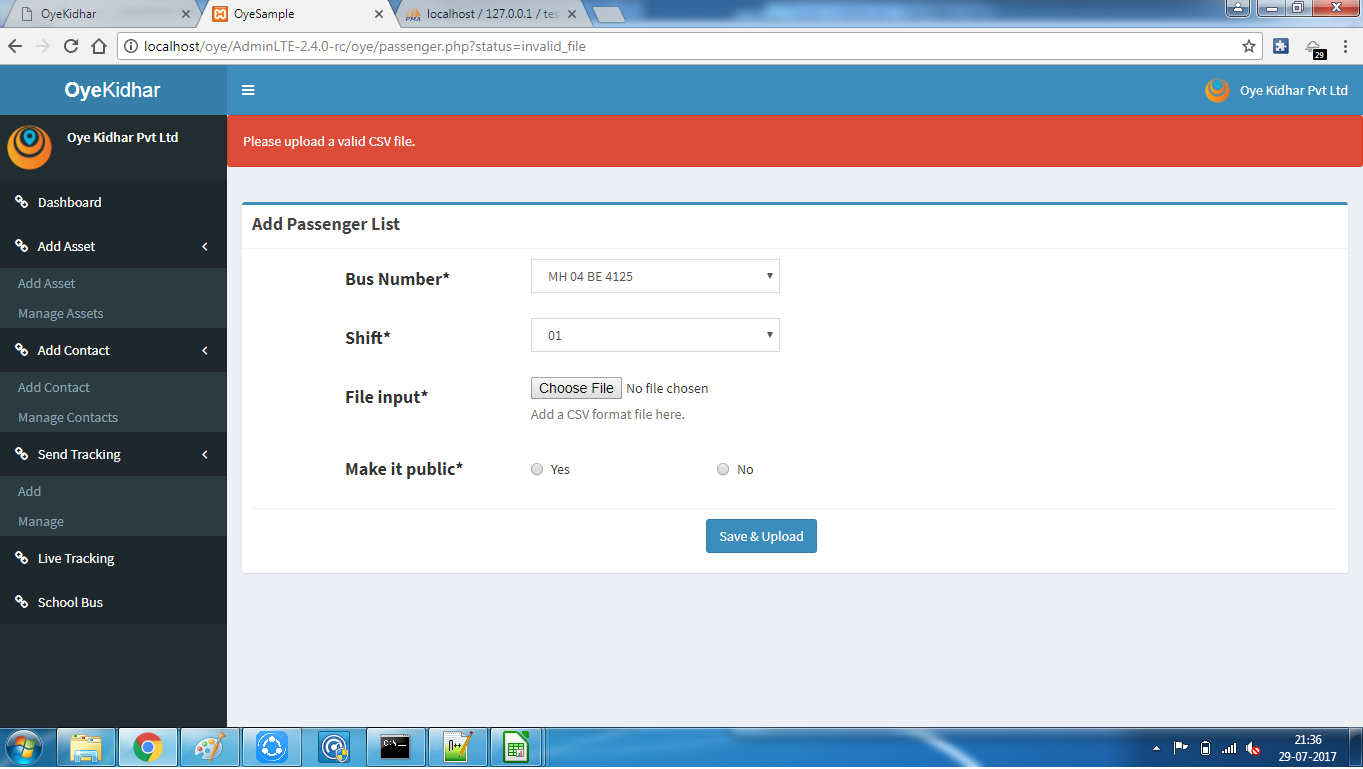 OyeKidhar
OyeSample
localhost / 127.0.0.1 / tes
localhost/oye/AdminLTE-2.4.0-rc/oye/passenger.php?status=invalid_file
29
OyeKidhar
Oye Kidhar Pvt Ltd
Oye Kidhar Pvt Ltd
Please upload a valid CSV file.
Dashboard
Add Asset
Add Asset
Manage Assets
Add Contact
Add Contact
Manage Contacts
Send Tracking
Add
Manage
Live Tracking
School Bus
Add Passenger List
Bus Number*
MH 04 BE 4125
Shift*
01
File input*
Choose File No file chosen
Add a CSV format file here.
Make it public*
Yes
No
Save & Upload
21:36
29-07-2017